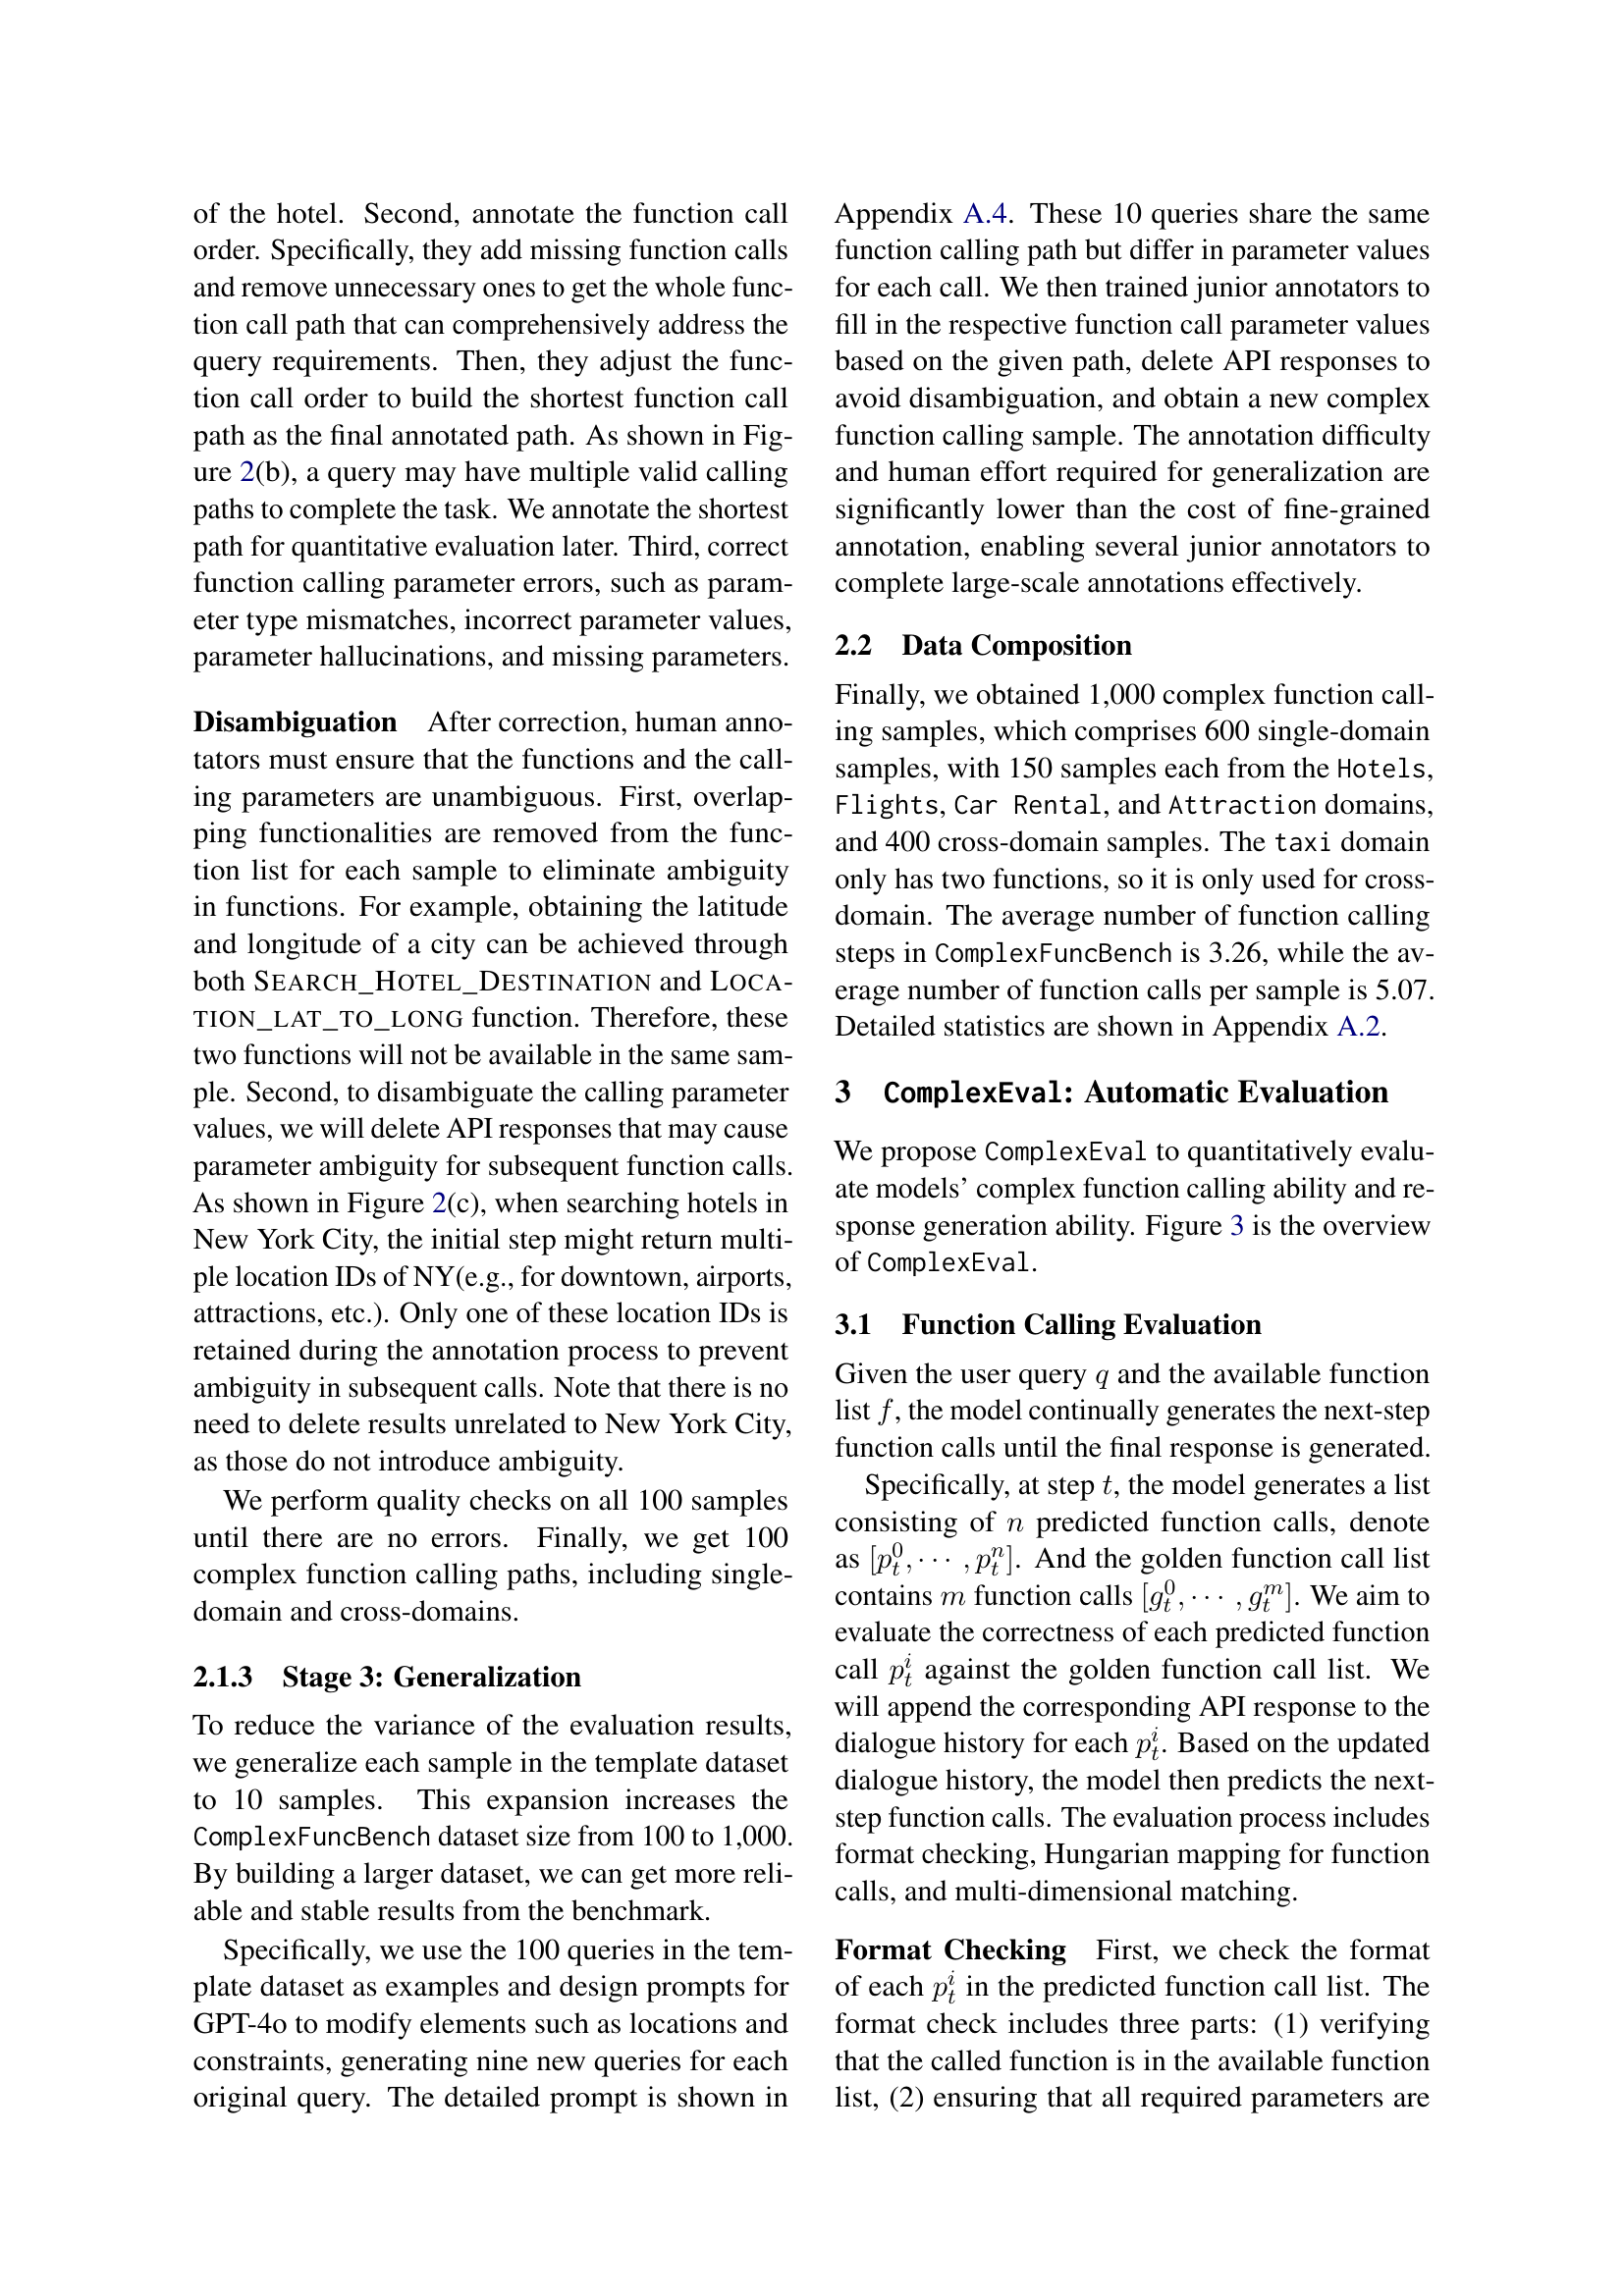 of the hotel. Second, annotate the function call
order. Specifically, they add missing function calls
and remove unnecessary ones to get the whole func-
tion call path that can comprehensively address the
query requirements. Then, they adjust the func-
tion call order to build the shortest function call
path as the final annotated path. As shown in Fig-
ure 2(b), a query may have multiple valid calling
paths to complete the task. We annotate the shortest
path for quantitative evaluation later. Third, correct
function calling parameter errors, such as param-
eter type mismatches, incorrect parameter values,
parameter hallucinations, and missing parameters.
Disambiguation After correction, human anno-
tators must ensure that the functions and the call-
ing parameters are unambiguous. First, overlap-
ping functionalities are removed from the func-
tion list for each sample to eliminate ambiguity
in functions. For example, obtaining the latitude
and longitude of a city can be achieved through
both SEARCH_HOTEL_DESTINATION and LOCA-
TION_LAT_TO_LONG function. Therefore, these
two functions will not be available in the same sam-
ple. Second, to disambiguate the calling parameter
values, we will delete API responses that may cause
parameter ambiguity for subsequent function calls.
As shown in Figure 2(c), when searching hotels in
New York City, the initial step might return multi-
ple location IDs of NY(e.g., for downtown, airports,
attractions, etc.). Only one of these location IDs is
retained during the annotation process to prevent
ambiguity in subsequent calls. Note that there is no
need to delete results unrelated to New York City,
as those do not introduce ambiguity.
We perform quality checks on all 100 samples
until there are no errors. Finally, we get 100
complex function calling paths, including single-
domain and cross-domains.
2.1.3 Stage 3: Generalization
To reduce the variance of the evaluation results,
we generalize each sample in the template dataset
to 10 samples. This expansion increases the
ComplexFuncBench dataset size from 100 to 1,000.
By building a larger dataset, we can get more reli-
able and stable results from the benchmark.
Specifically, we use the 100 queries in the tem-
plate dataset as examples and design prompts for
GPT-4o to modify elements such as locations and
constraints, generating nine new queries for each
original query. The detailed prompt is shown in
Appendix A.4. These 10 queries share the same
function calling path but differ in parameter values
for each call. We then trained junior annotators to
fill in the respective function call parameter values
based on the given path, delete API responses to
avoid disambiguation, and obtain a new complex
function calling sample. The annotation difficulty
and human effort required for generalization are
significantly lower than the cost of fine-grained
annotation, enabling several junior annotators to
complete large-scale annotations effectively.
2.2 Data Composition
Finally, we obtained 1,000 complex function call-
ing samples, which comprises 600 single-domain
samples, with 150 samples each from the Hotels,
Flights, Car Rental, and Attraction domains,
and 400 cross-domain samples. The taxi domain
only has two functions, so it is only used for cross-
domain. The average number of function calling
steps in ComplexFuncBench is 3.26, while the av-
erage number of function calls per sample is 5.07.
Detailed statistics are shown in Appendix A.2.
3 ComplexEval: Automatic Evaluation
We propose ComplexEval to quantitatively evalu-
ate models' complex function calling ability and re-
sponse generation ability. Figure 3 is the overview
of ComplexEval.
3.1 Function Calling Evaluation
Given the user query q and the available function
list f, the model continually generates the next-step
function calls until the final response is generated.
Specifically, at step t, the model generates a list
consisting of n predicted function calls, denote
as [p_t^0, ⋯ , p_t^n]. And the golden function call list
contains m function calls [g_t^0, ⋯ , g_t^m]. We aim to
evaluate the correctness of each predicted function
call p_t^i against the golden function call list. We
will append the corresponding API response to the
dialogue history for each p_t^i. Based on the updated
dialogue history, the model then predicts the next-
step function calls. The evaluation process includes
format checking, Hungarian mapping for function
calls, and multi-dimensional matching.
Format Checking First, we check the format
of each p_t^i in the predicted function call list. The
format check includes three parts: (1) verifying
that the called function is in the available function
list, (2) ensuring that all required parameters are